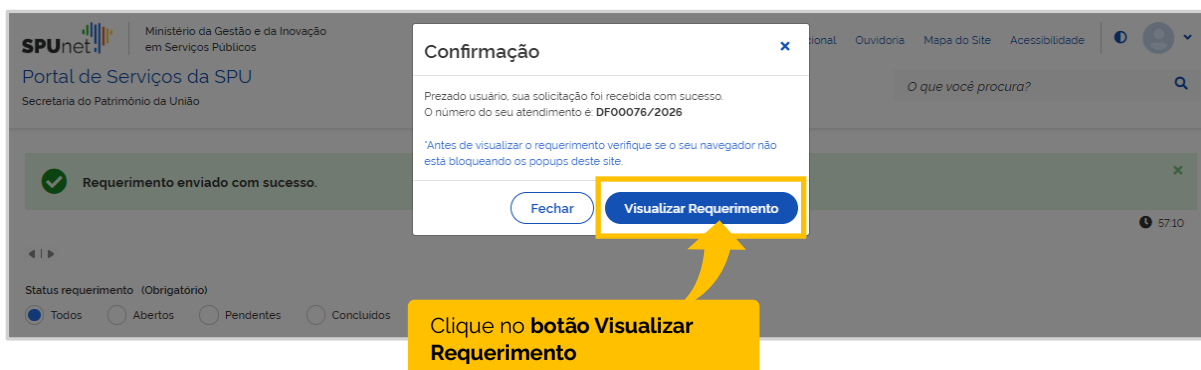 SPUnet
Ministério da Gestão e da Inovação
em Serviços Públicos
Portal de Serviços da SPU
Secretaria do Patrimônio da União
cional Ouvidoria Mapa do Site Acessibilidade
O que você procura?
Confirmação
Prezado usuário, sua solicitação foi recebida com sucesso.
O número do seu atendimento é: DF00076/2026
*Antes de visualizar o requerimento verifique se o seu navegador não
está bloqueando os popups deste site.
Fechar Visualizar Requerimento
Requerimento enviado com sucesso.
57:10
Status requerimento (Obrigatório)
Todos Abertos Pendentes Concluídos
Clique no botão Visualizar
Requerimento